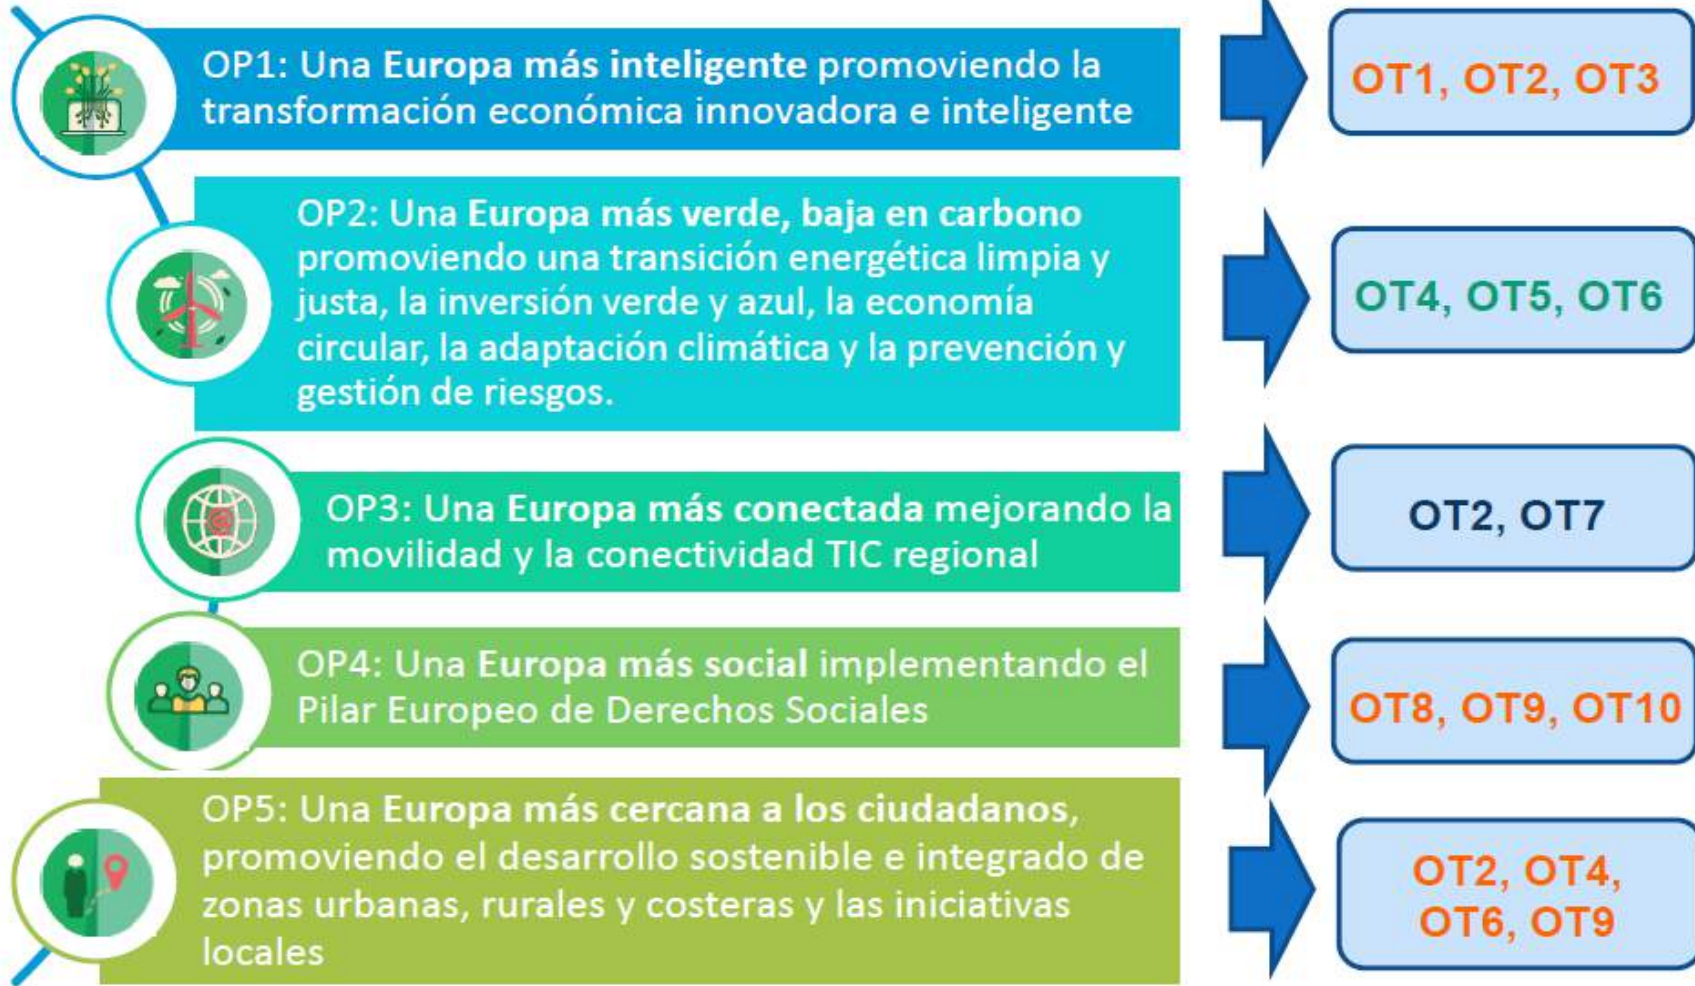 OP1: Una Europa más inteligente promoviendo la
transformación económica innovadora e inteligente
OT1, OT2, OT3
OP2: Una Europa más verde, baja en carbono
promoviendo una transición energética limpia y
justa, la inversión verde y azul, la economía
circular, la adaptación climática y la prevención y
gestión de riesgos.
OT4, OT5, OT6
OP3: Una Europa más conectada mejorando la
movilidad y la conectividad TIC regional
OT2, OT7
OP4: Una Europa más social implementando el
Pilar Europeo de Derechos Sociales
OT8, OT9, OT10
OP5: Una Europa más cercana a los ciudadanos,
promoviendo el desarrollo sostenible e integrado de
zonas urbanas, rurales y costeras y las iniciativas
locales
OT2, OT4,
OT6, OT9